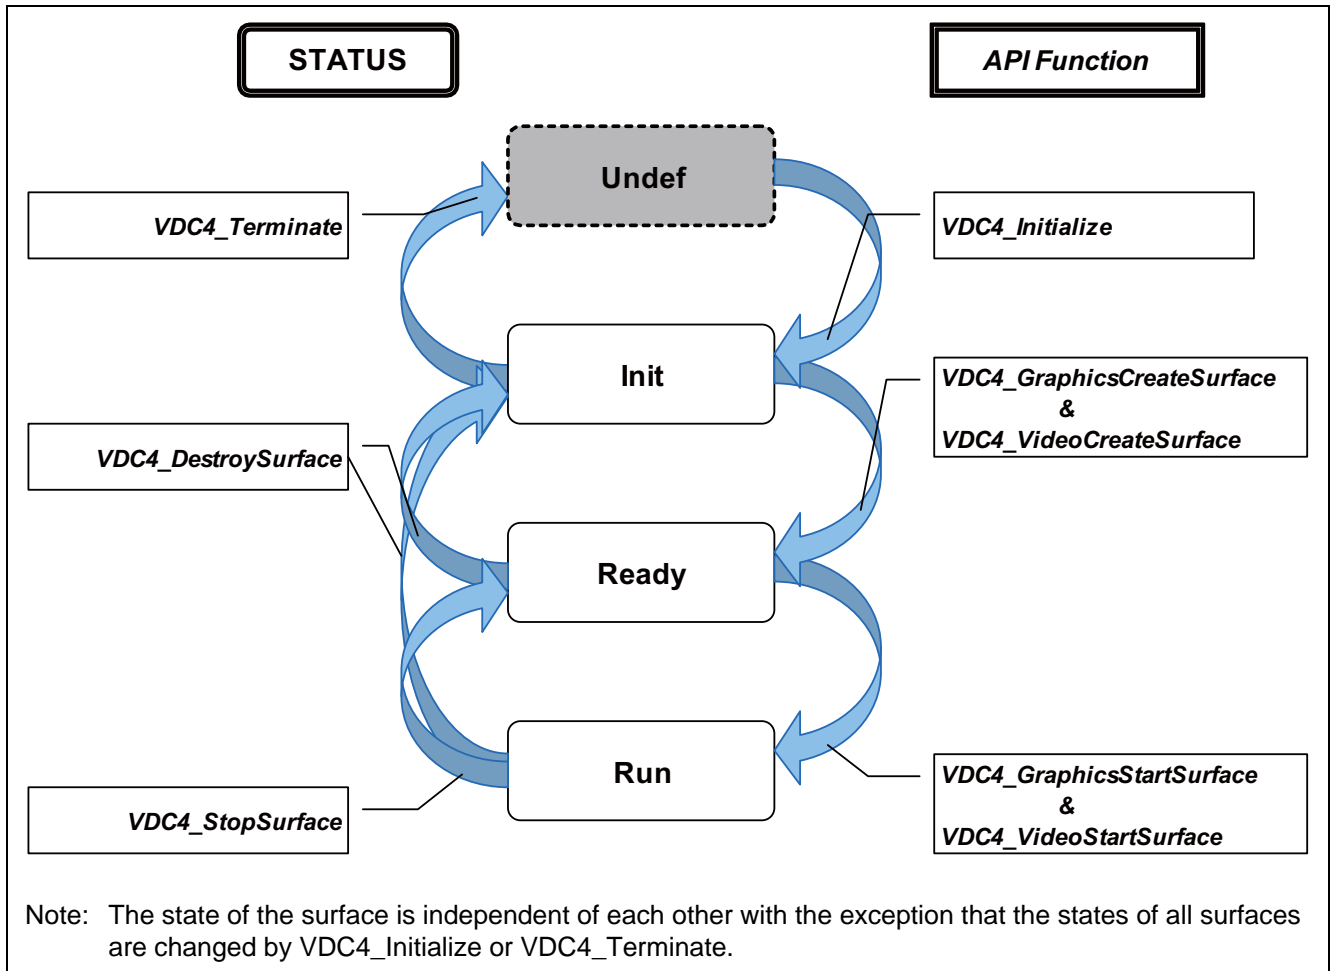 STATUS
API Function
Undef
VDC4_Terminate
VDC4_Initialize
Init
VDC4_GraphicsCreateSurface
&
VDC4_VideoCreateSurface
VDC4_DestroySurface
Ready
Run
VDC4_GraphicsStartSurface
&
VDC4_VideoStartSurface
VDC4_StopSurface
Note: The state of the surface is independent of each other with the exception that the states of all surfaces
are changed by VDC4_Initialize or VDC4_Terminate.